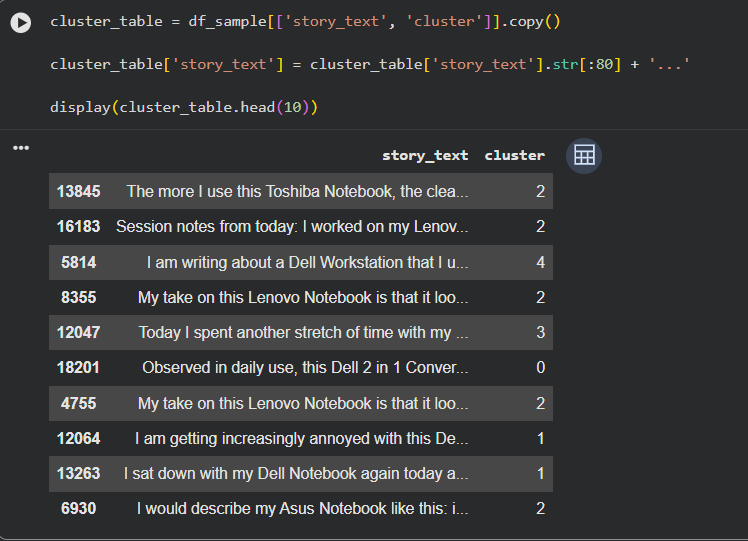 cluster_table = df_sample[['story_text', 'cluster']].copy()
cluster_table['story_text'] = cluster_table['story_text'].str[:80] + '...'
display(cluster_table.head(10))
...
story_text cluster
13845 The more I use this Toshiba Notebook, the clea... 2
16183 Session notes from today: I worked on my Lenov... 2
5814 I am writing about a Dell Workstation that I u... 4
8355 My take on this Lenovo Notebook is that it loo... 2
12047 Today I spent another stretch of time with my ... 3
18201 Observed in daily use, this Dell 2 in 1 Conver... 0
4755 My take on this Lenovo Notebook is that it loo... 2
12064 I am getting increasingly annoyed with this De... 1
13263 I sat down with my Dell Notebook again today a... 1
6930 I would describe my Asus Notebook like this: i... 2